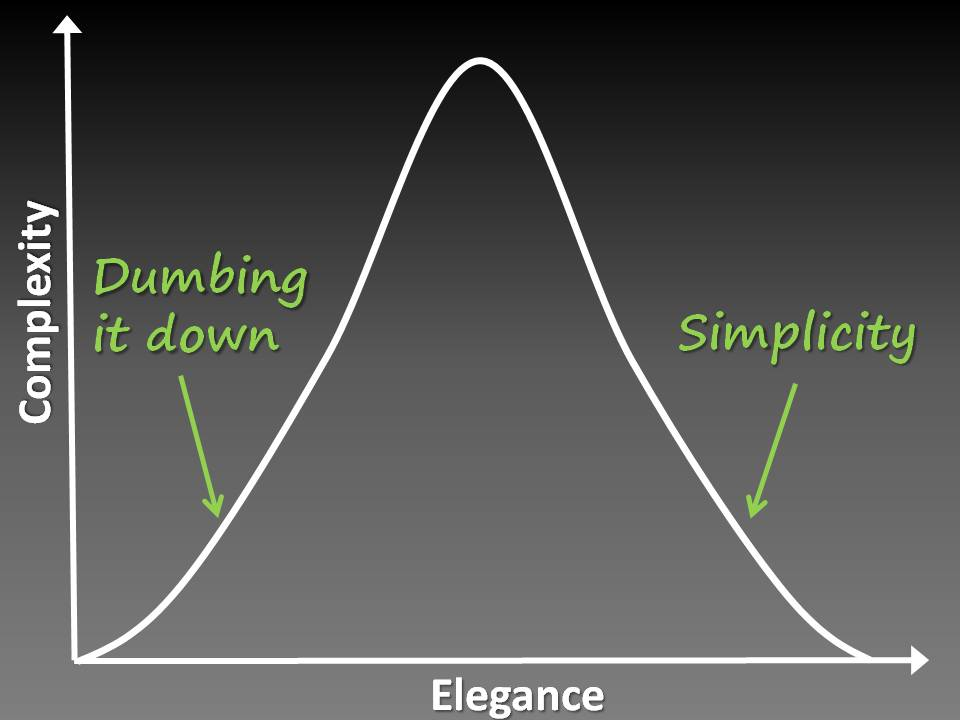 Complexity
Dumbing
it down
Simplicity
Elegance